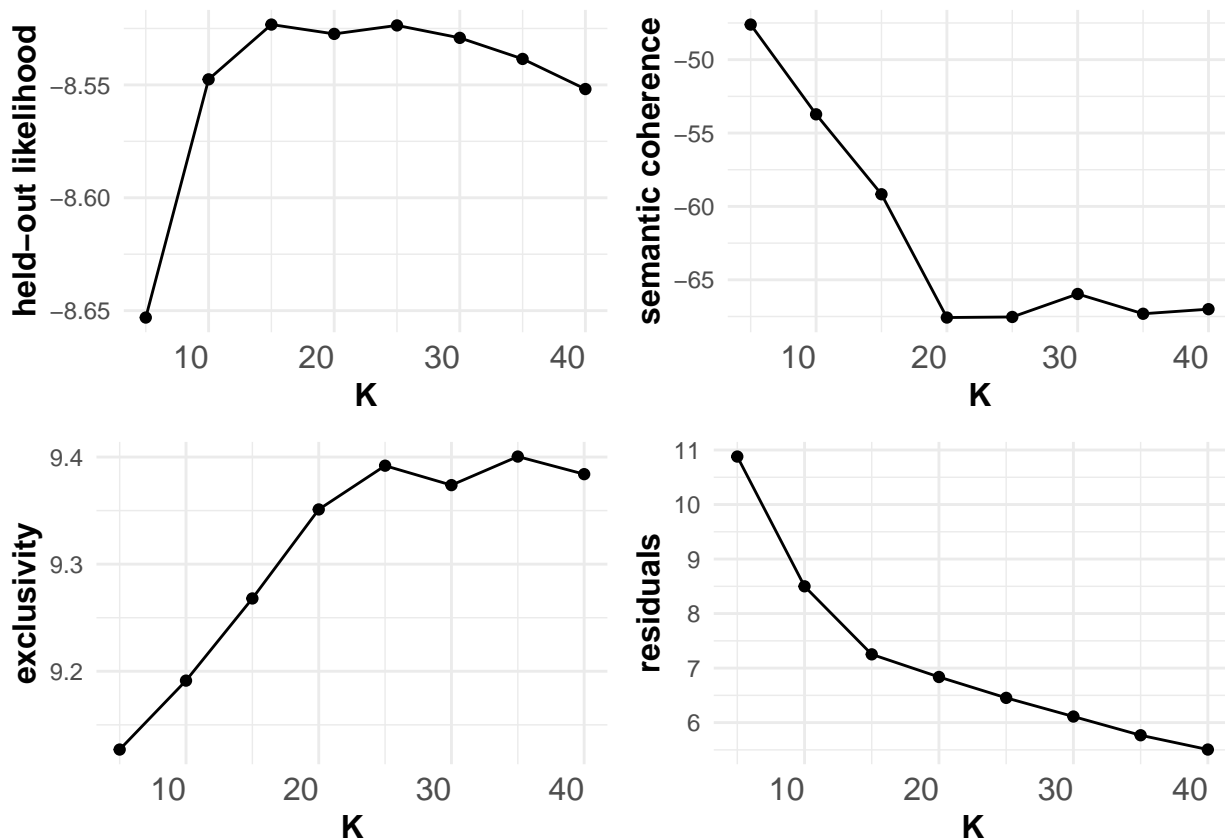 held−out likelihood
−8.55
−8.60
−8.65
10 20 30 40
K
semantic coherence
−50
−55
−60
−65
10 20 30 40
K
exclusivity
9.4
9.3
9.2
10 20 30 40
K
residuals
11
10
9
8
7
6
10 20 30 40
K